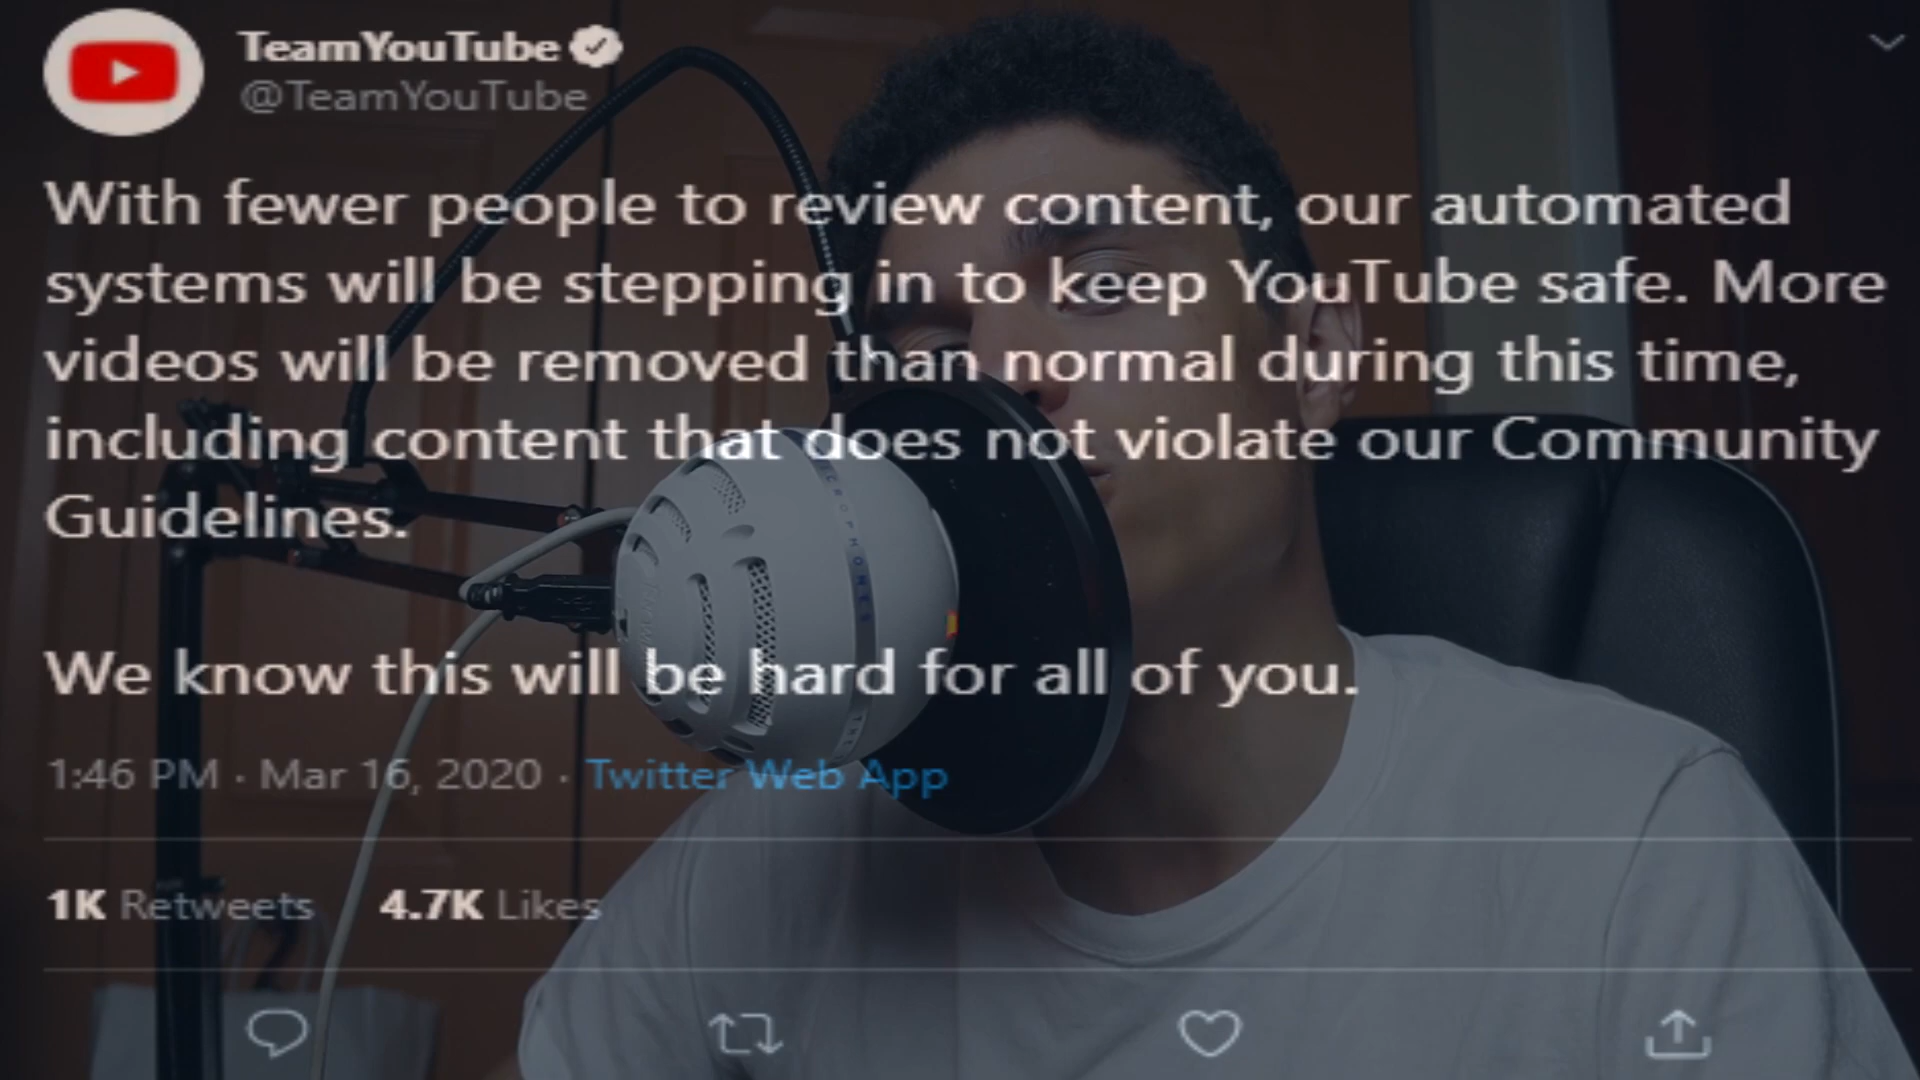 TeamYouTube
@TeamYouTube
With fewer people to review content, our automated
systems will be stepping in to keep YouTube safe. More
videos will be removed than normal during this time,
including content that does not violate our Community
Guidelines.
We know this will be hard for all of you.
1:46 PM · Mar 16, 2020 · Twitter Web App
1K Retweets 4.7K Likes